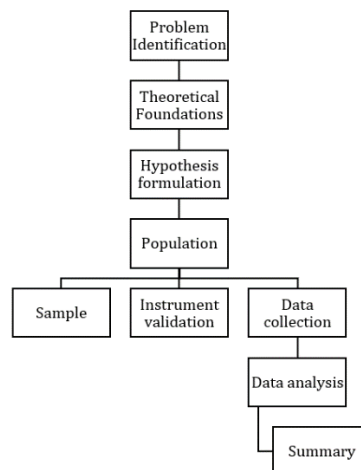 Problem
Identification
Theoretical
Foundations
Hypothesis
formulation
Population
Sample
Instrument
validation
Data
collection
Data analysis
Summary